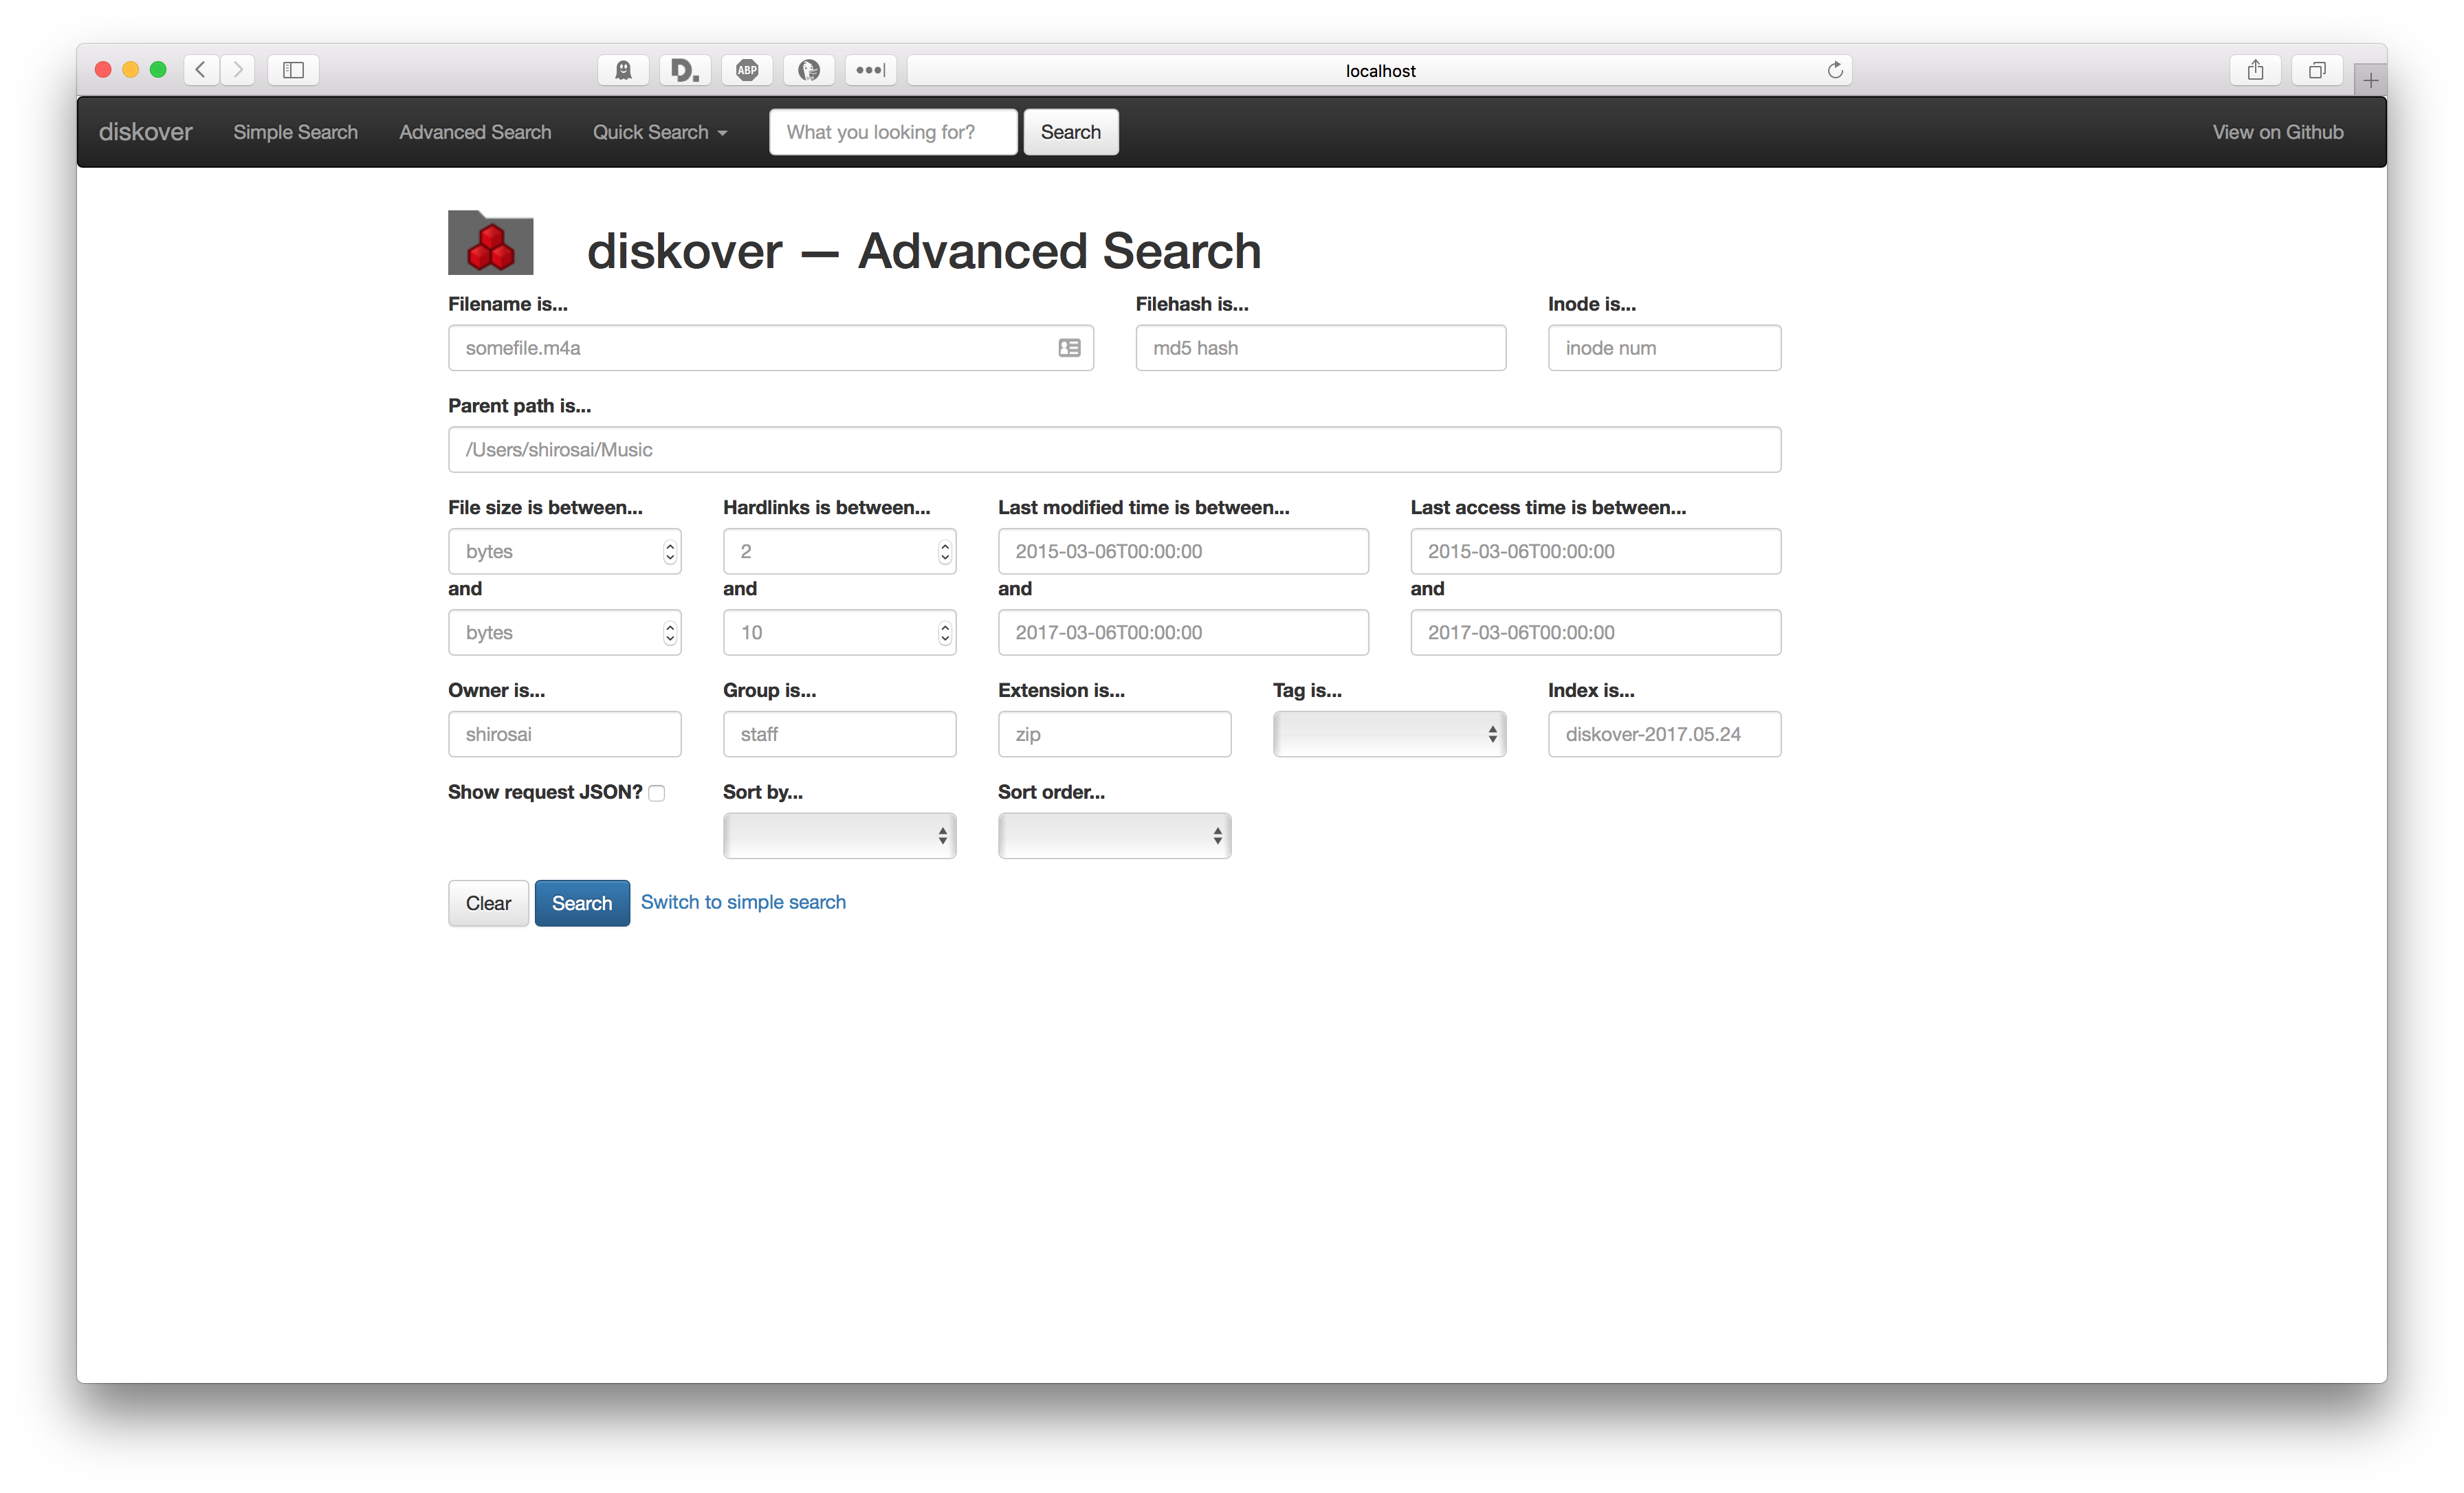 D. ABP localhost
diskover Simple Search Advanced Search Quick Search What you looking for? Search View on Github
diskover — Advanced Search
Filename is... Filehash is... Inode is...
somefile.m4a md5 hash inode num
Parent path is...
/Users/shirosai/Music
File size is between... Hardlinks is between... Last modified time is between... Last access time is between...
bytes 2 2015-03-06T00:00:00 2015-03-06T00:00:00
and and and and
bytes 10 2017-03-06T00:00:00 2017-03-06T00:00:00
Owner is... Group is... Extension is... Tag is... Index is...
shirosai staff zip diskover-2017.05.24
Show request JSON? Sort by... Sort order...
Clear Search Switch to simple search